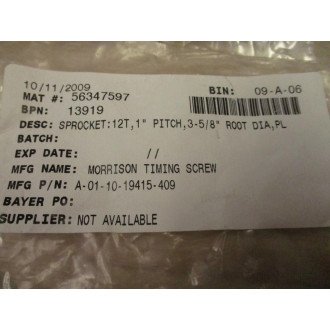 10/11/2009 BIN: 09-A-06
MAT #: 56347597
BPN: 13919
DESC: SPROCKET:12T,1" PITCH,3-5/8" ROOT DIA,PL
BATCH:
EXP DATE: //
MFG NAME: MORRISON TIMING SCREW
MFG P/N: A-01-10-19415-409
BAYER PO:
SUPPLIER: NOT AVAILABLE